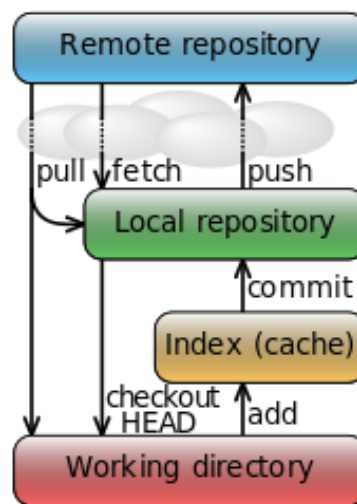 Remote repository
pull fetch push
Local repository
commit
Index (cache)
checkout
HEAD
add
Working directory